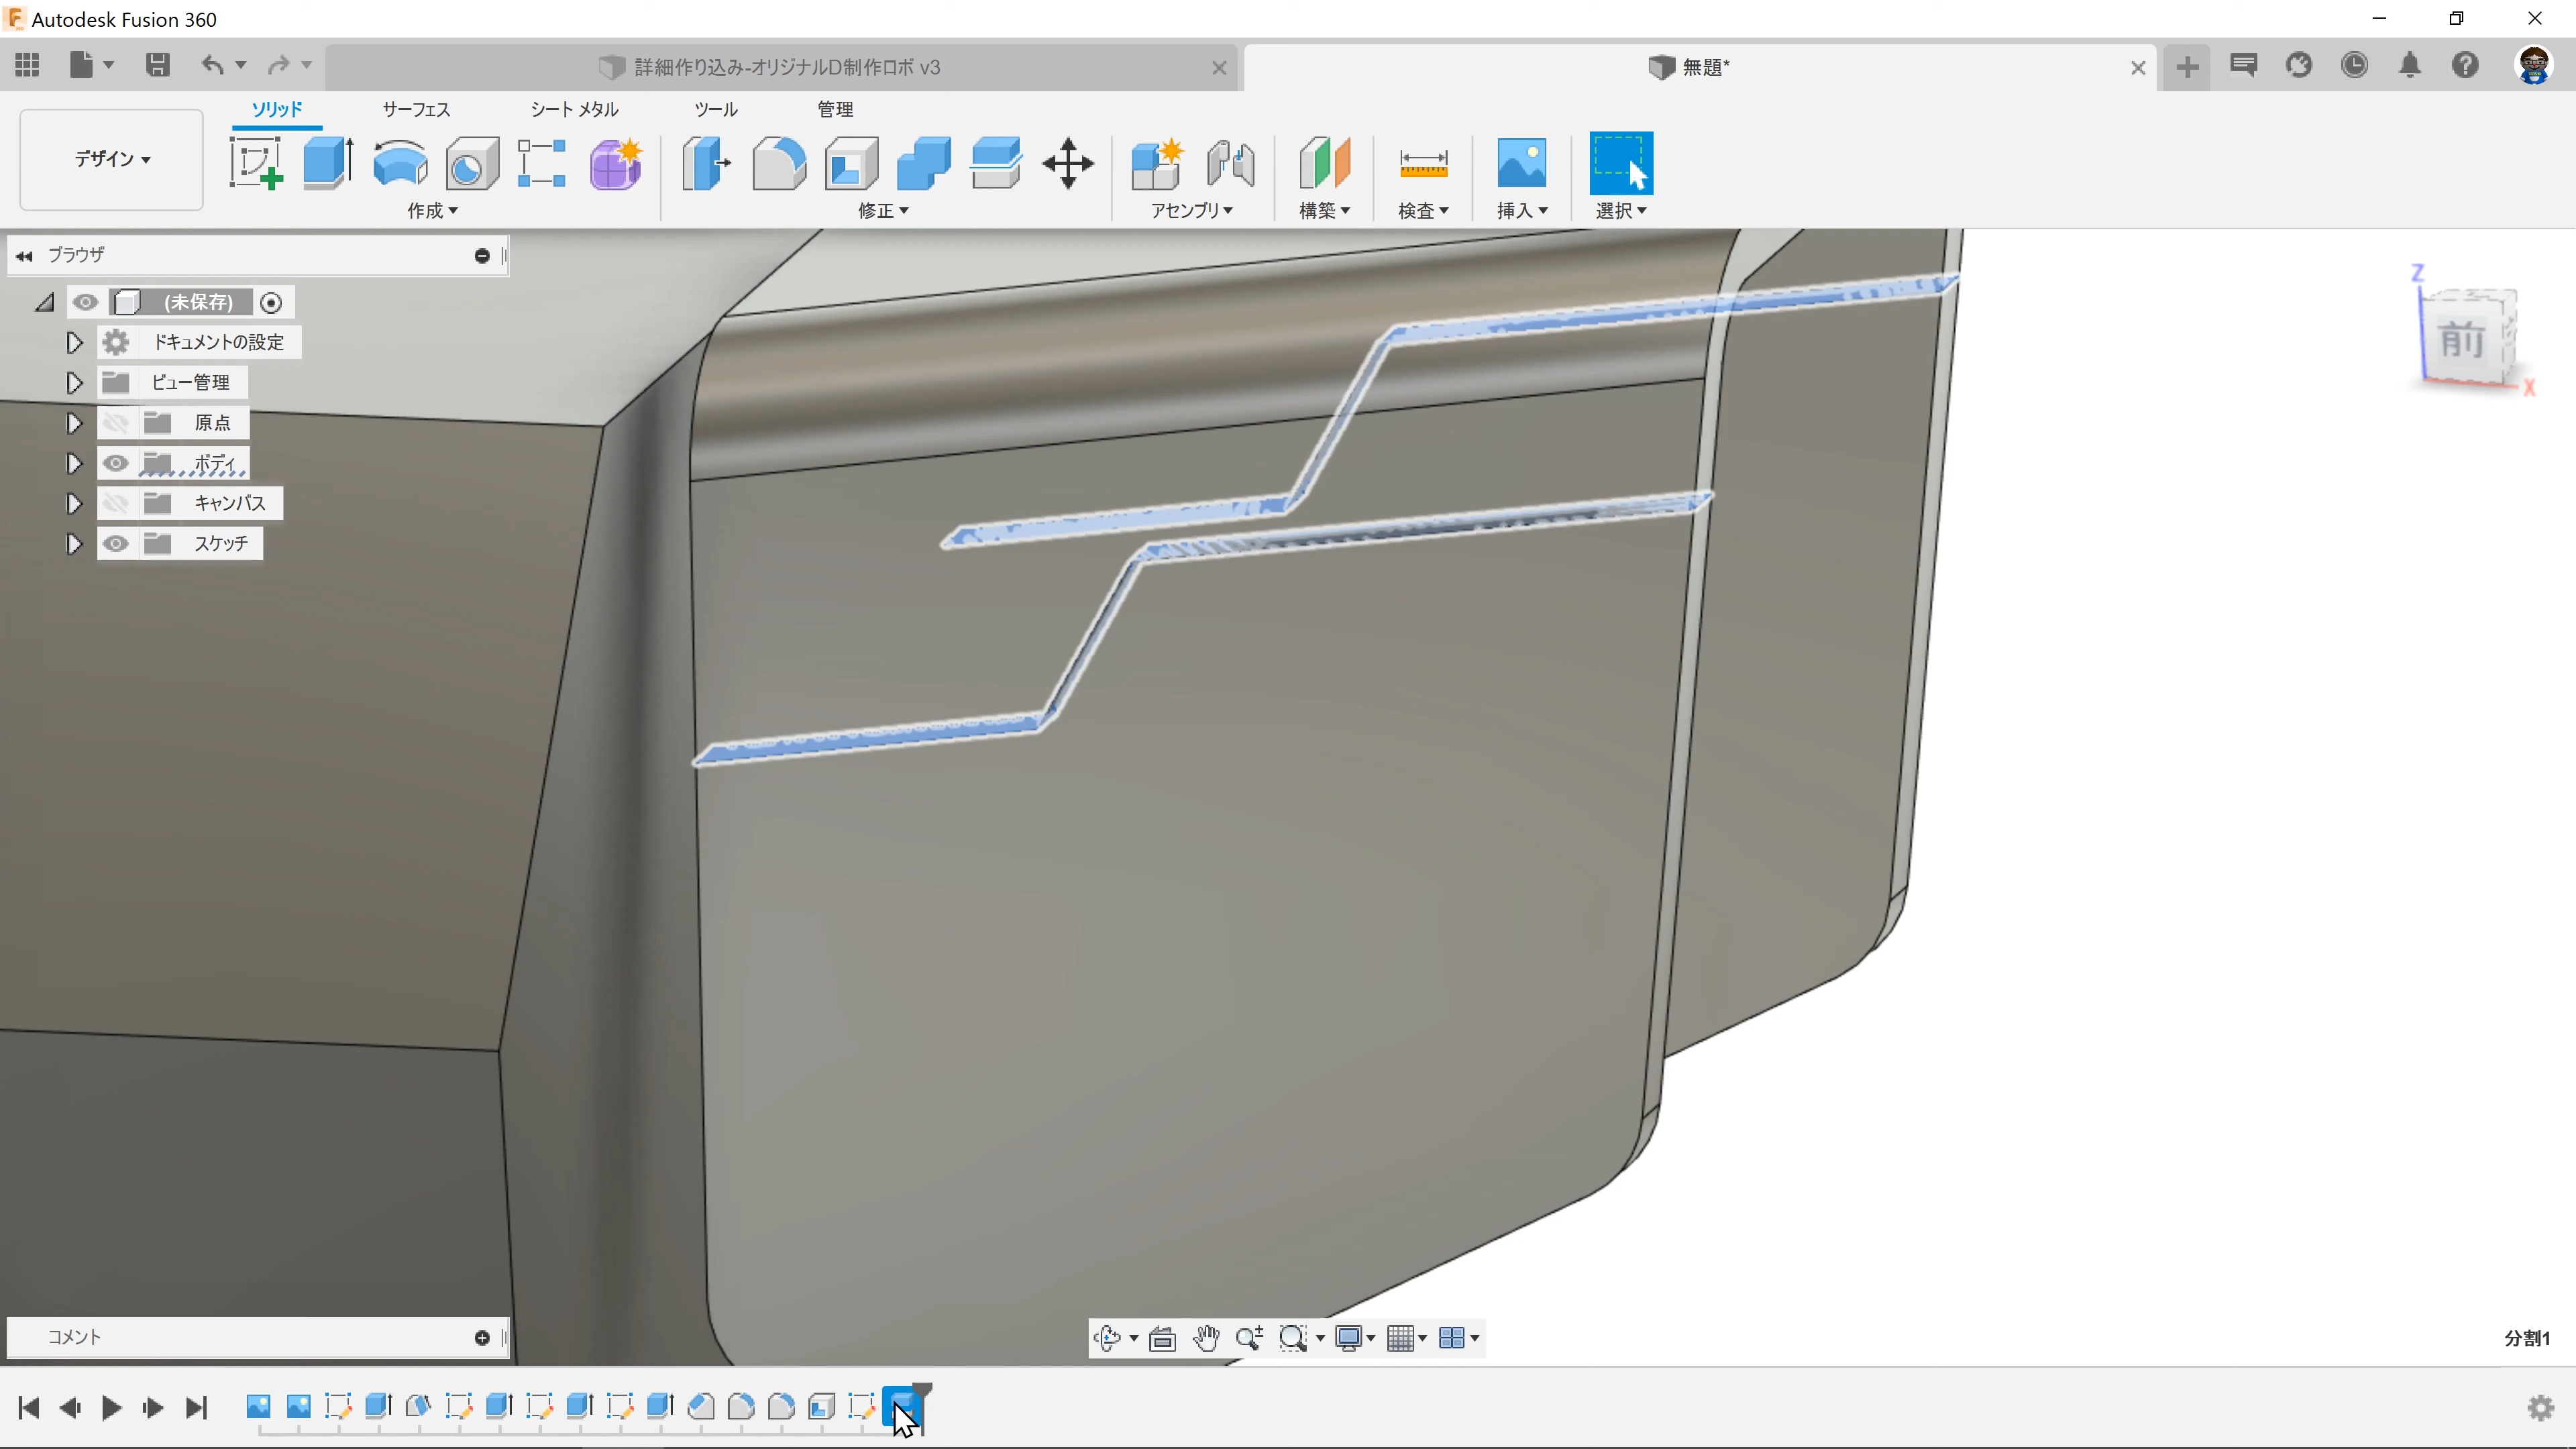 Autodesk Fusion 360
詳細作り込み-オリジナルD制作ロボ v3
無題*
ソリッド
サーフェス
シート メタル
ツール
管理
デザイン
作成
修正
アセンブリ
構築
検査
挿入
選択
ブラウザ
(未保存)
ドキュメントの設定
ビュー管理
原点
ボディ
キャンバス
スケッチ
Z
前
X
コメント
分割1